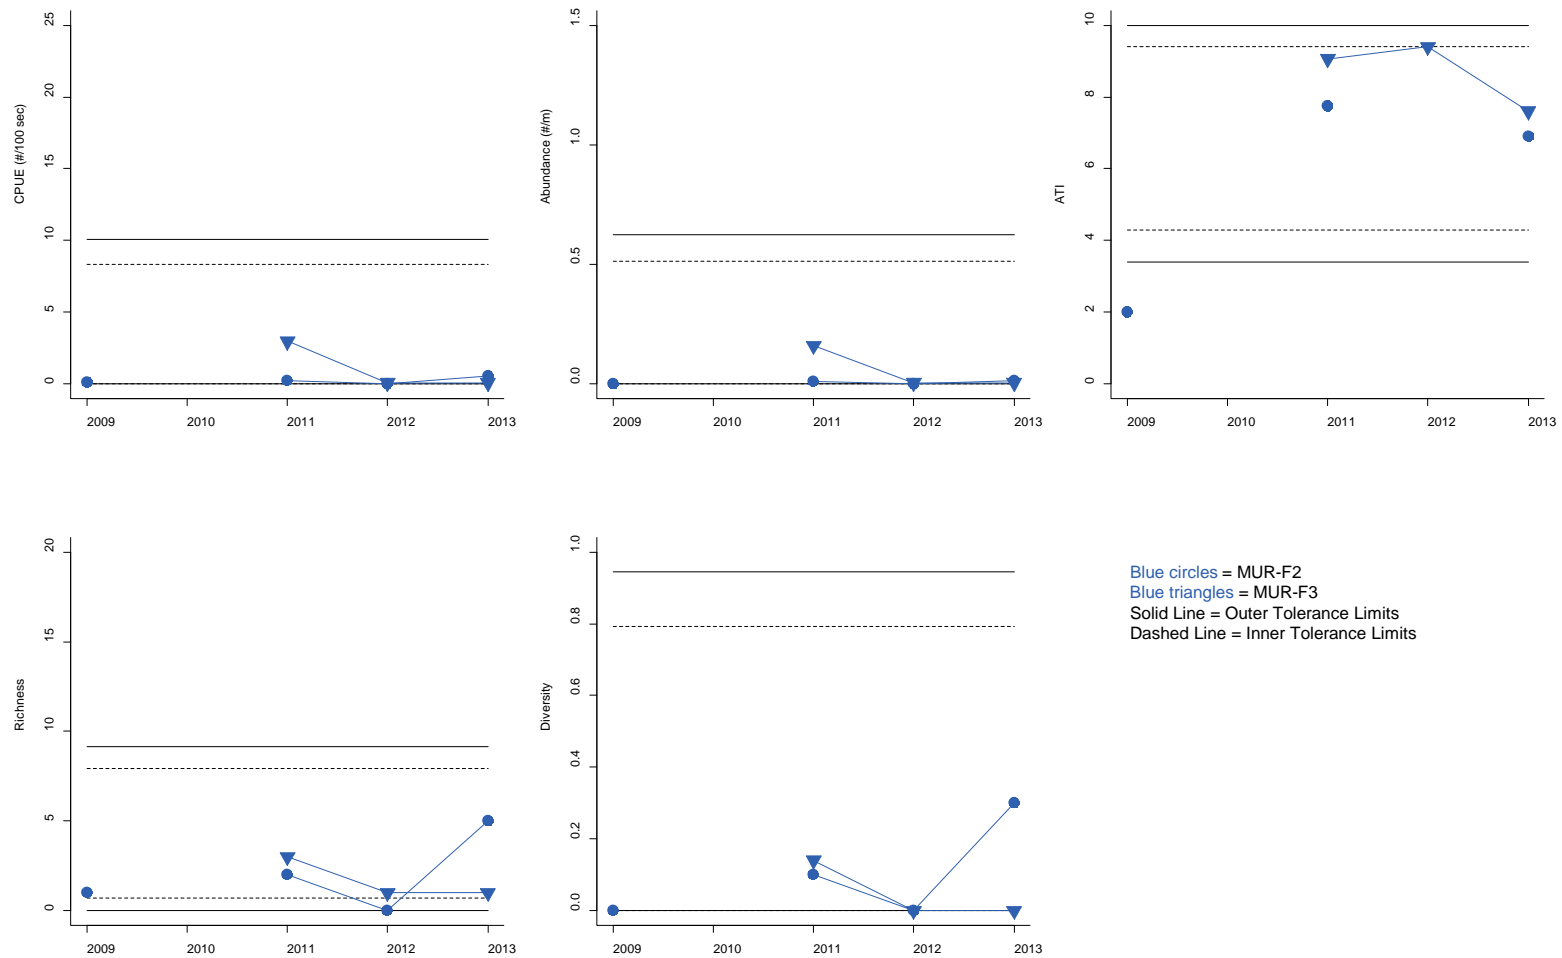 CPUE (#/100 sec)
25
20
15
10
5
0
2009 2010 2011 2012 2013
Abundance (#/m)
1.5
1.0
0.5
0.0
2009 2010 2011 2012 2013
ATI
10
8
6
4
2
0
2009 2010 2011 2012 2013
Richness
20
15
10
5
0
2009 2010 2011 2012 2013
Diversity
1.0
0.8
0.6
0.4
0.2
0.0
2009 2010 2011 2012 2013
Blue circles = MUR-F2
Blue triangles = MUR-F3
Solid Line = Outer Tolerance Limits
Dashed Line = Inner Tolerance Limits